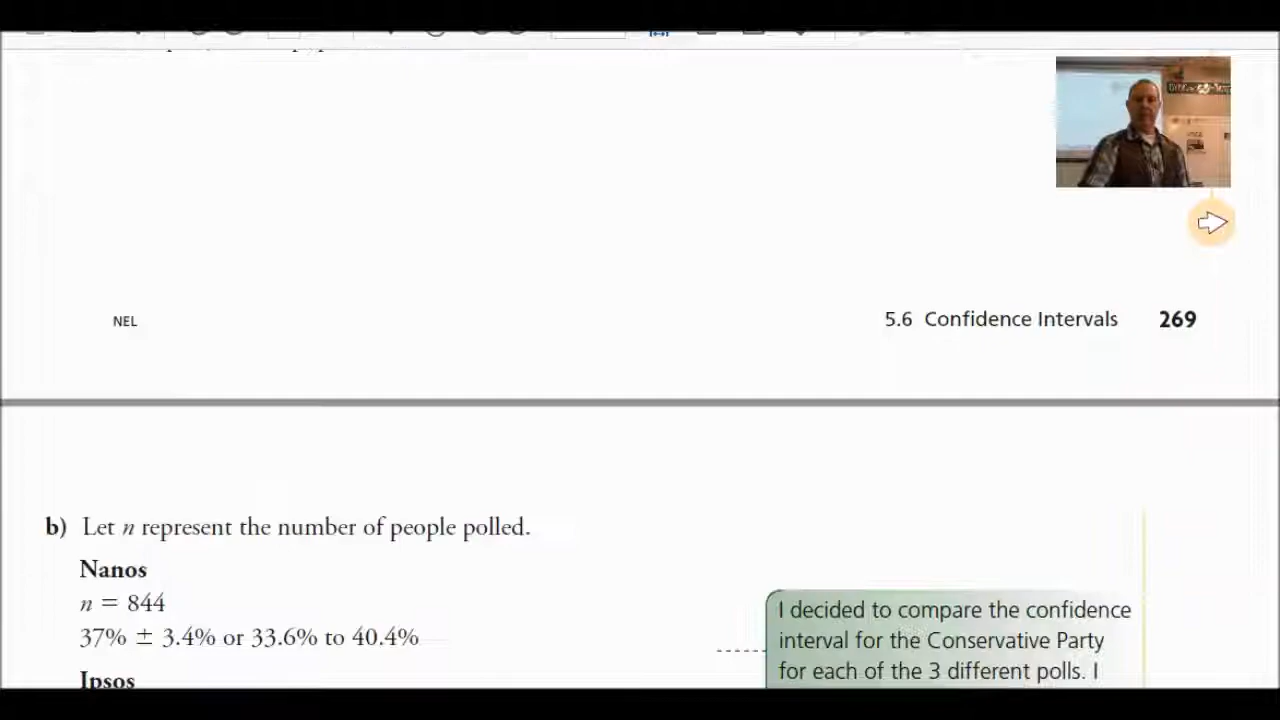 NEL
5.6 Confidence Intervals 269
b) Let n represent the number of people polled.
Nanos
n = 844
37% ± 3.4% or 33.6% to 40.4%
Ipsos
I decided to compare the confidence
interval for the Conservative Party
for each of the 3 different polls. I